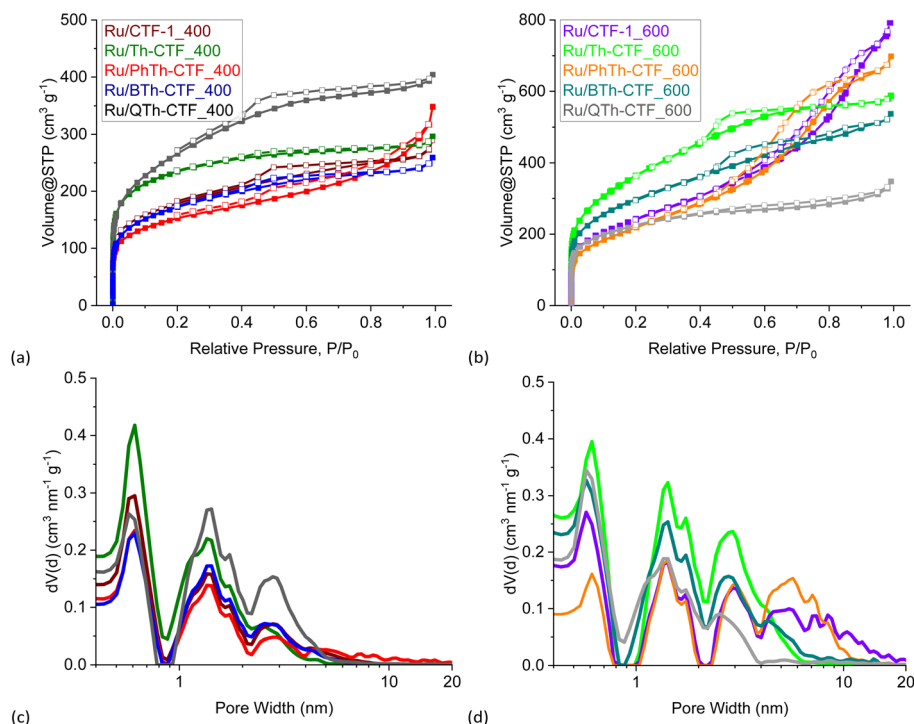 500
400
300
200
100
0
Volume@STP (cm³ g⁻¹)
Ru/CTF-1_400
Ru/Th-CTF_400
Ru/PhTh-CTF_400
Ru/BTh-CTF_400
Ru/QTh-CTF_400
0.0 0.2 0.4 0.6 0.8 1.0
Relative Pressure, P/P₀
(a)
800
600
400
200
0
Volume@STP (cm³ g⁻¹)
Ru/CTF-1_600
Ru/Th-CTF_600
Ru/PhTh-CTF_600
Ru/BTh-CTF_600
Ru/QTh-CTF_600
0.0 0.2 0.4 0.6 0.8 1.0
Relative Pressure, P/P₀
(b)
0.5
0.4
0.3
0.2
0.1
0.0
dV(d) (cm³ nm⁻¹ g⁻¹)
1 10 20
Pore Width (nm)
(c)
0.5
0.4
0.3
0.2
0.1
0.0
dV(d) (cm³ nm⁻¹ g⁻¹)
1 10 20
Pore Width (nm)
(d)